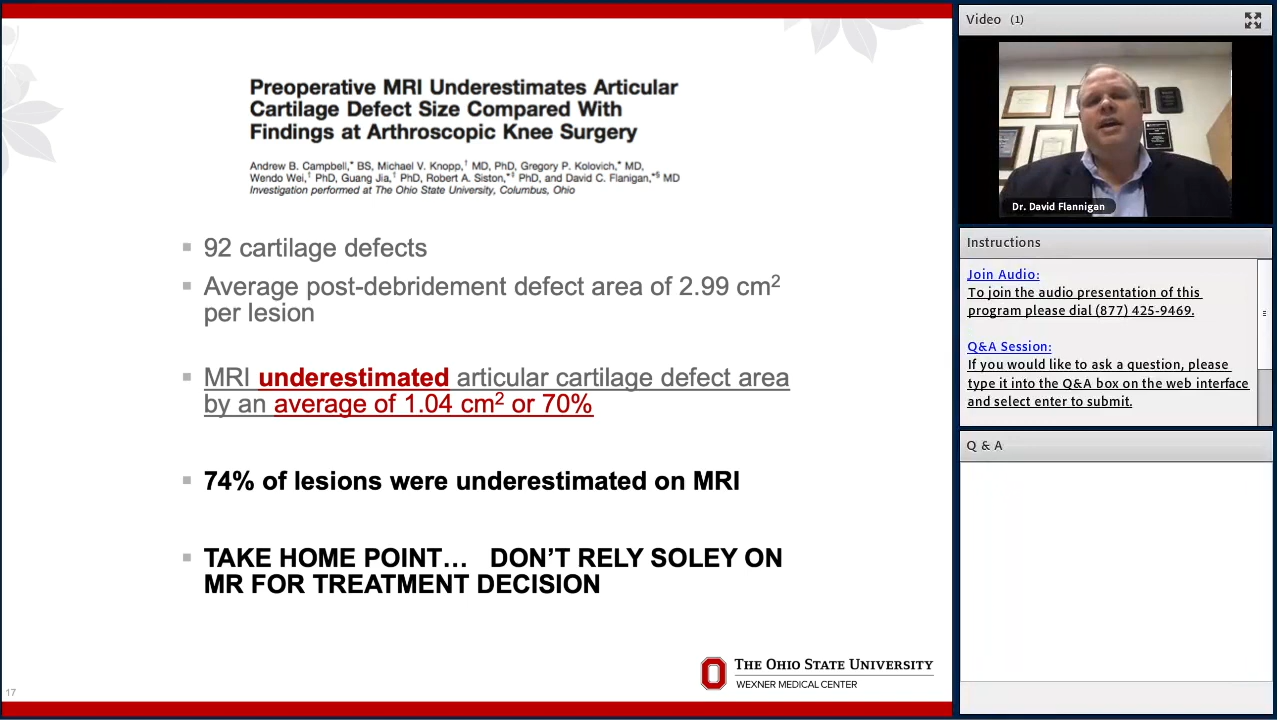 Preoperative MRI Underestimates Articular
Cartilage Defect Size Compared With
Findings at Arthroscopic Knee Surgery
Andrew B. Campbell,* BS, Michael V. Knopp,† MD, PhD, Gregory P. Kolovich,* MD,
Wendo Wei,† PhD, Guang Jia,† PhD, Robert A. Siston,*‡ PhD, and David C. Flanigan,*§ MD
Investigation performed at The Ohio State University, Columbus, Ohio
▪ 92 cartilage defects
▪ Average post-debridement defect area of 2.99 cm²
per lesion
▪ MRI underestimated articular cartilage defect area
by an average of 1.04 cm² or 70%
▪ 74% of lesions were underestimated on MRI
▪ TAKE HOME POINT… DON'T RELY SOLEY ON
MR FOR TREATMENT DECISION
THE OHIO STATE UNIVERSITY
WEXNER MEDICAL CENTER
17
Video (1)
Dr. David Flannigan
Instructions
Join Audio:
To join the audio presentation of this
program please dial (877) 425-9469.
Q&A Session:
If you would like to ask a question, please
type it into the Q&A box on the web interface
and select enter to submit.
Q & A